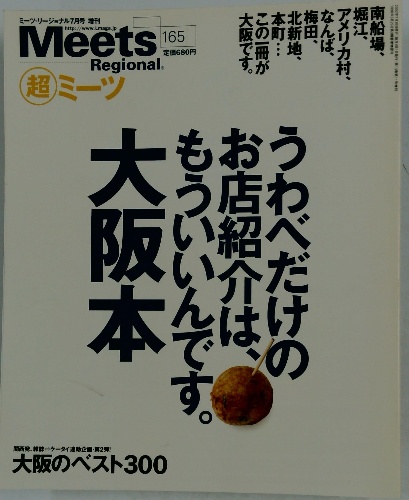 ミーツ・リージョナル7月号 増刊
http://www.lmaga.jp
Meets
Regional
165
定価680円
超ミーツ
南船場、
堀江、
アメリカ村、
なんば、
梅田、
北新地、
本町…
この一冊が
大阪です。
うわべだけの
お店紹介は、
もういいんです。
大阪本
大阪のベスト300